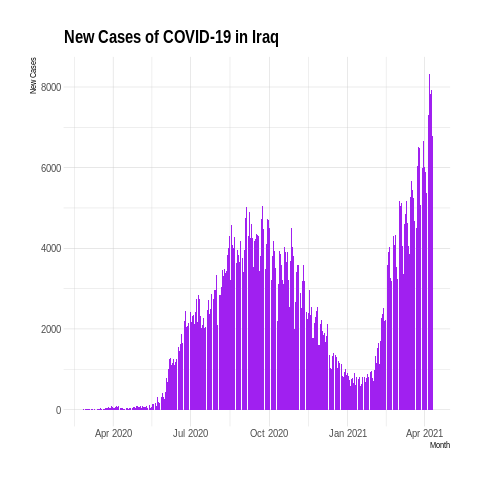 New Cases of COVID-19 in Iraq
New Cases
8000
6000
4000
2000
0
Apr 2020 Jul 2020 Oct 2020 Jan 2021 Apr 2021
Month